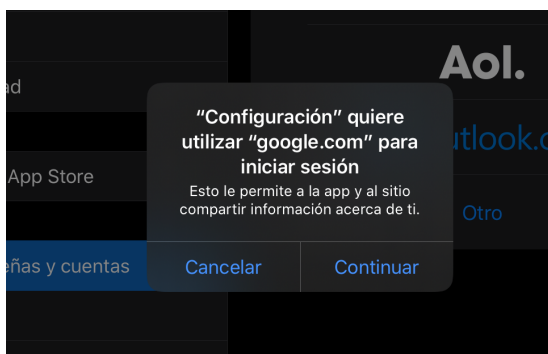 Aol.
ad
"Configuración" quiere
utilizar "google.com" para
iniciar sesión
Esto le permite a la app y al sitio
compartir información acerca de ti.
utlook.c
App Store
Otro
eñas y cuentas
Cancelar
Continuar